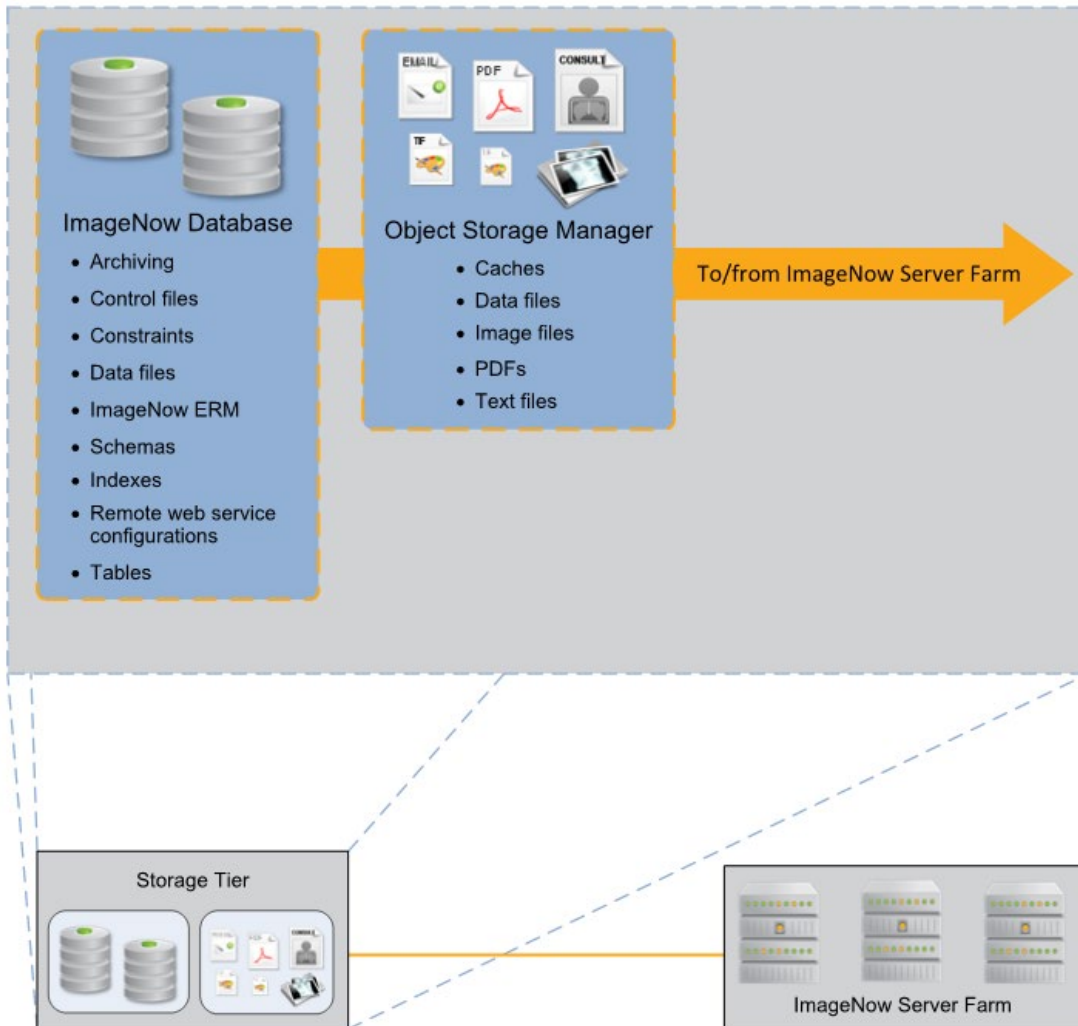 EMAIL
PDF
CONSULT
TIF
ImageNow Database
• Archiving
• Control files
• Constraints
• Data files
• ImageNow ERM
• Schemas
• Indexes
• Remote web service
configurations
• Tables
Object Storage Manager
• Caches
• Data files
• Image files
• PDFs
• Text files
To/from ImageNow Server Farm
Storage Tier
CONSULT
ImageNow Server Farm